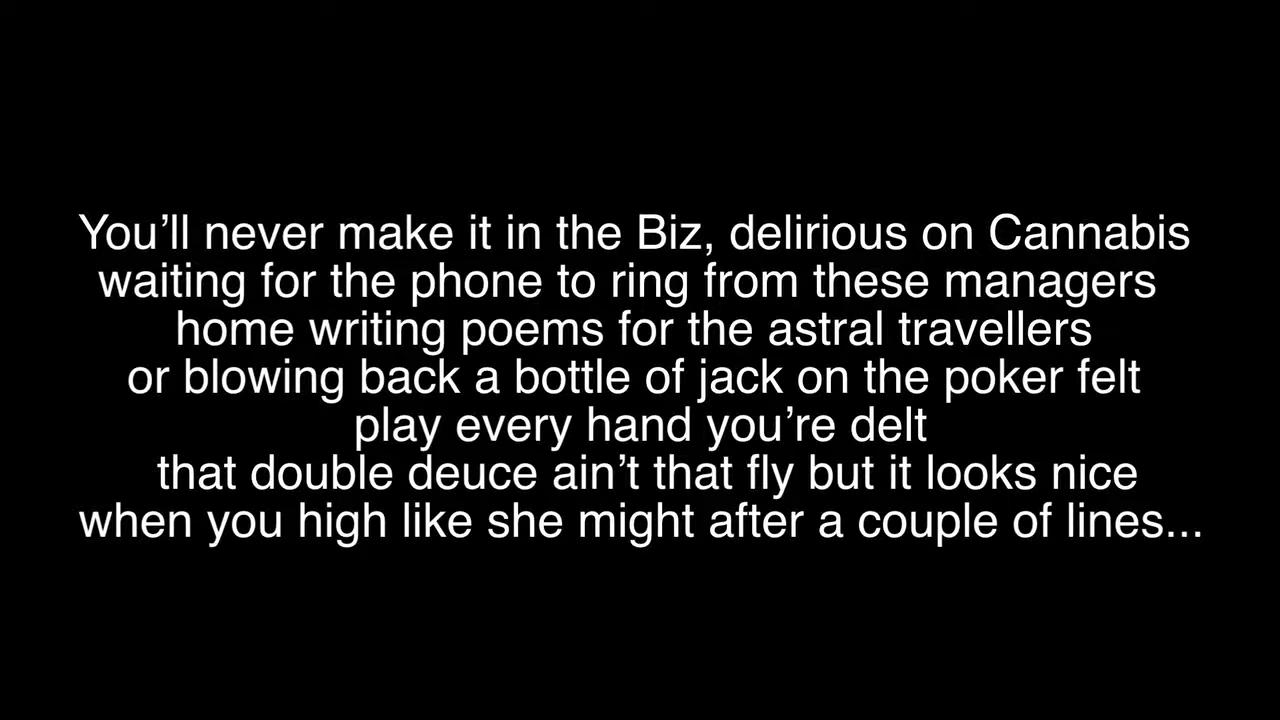 You’ll never make it in the Biz, delirious on Cannabis
waiting for the phone to ring from these managers
home writing poems for the astral travellers
or blowing back a bottle of jack on the poker felt
play every hand you’re delt
that double deuce ain’t that fly but it looks nice
when you high like she might after a couple of lines...